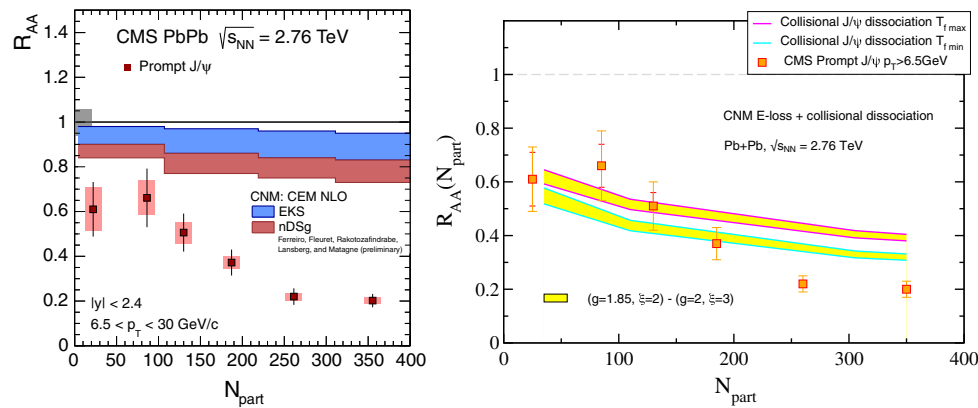 R_AA
1.4
1.2
1
0.8
0.6
0.4
0.2
0
0 50 100 150 200 250 300 350 400
N_part
CMS PbPb √s_NN = 2.76 TeV
Prompt J/ψ
CNM: CEM NLO
EKS
nDSg
Ferreiro, Fleuret, Rakotozafindrabe,
Lansberg, and Matagne (preliminary)
|y| < 2.4
6.5 < p_T < 30 GeV/c
Collisional J/ψ dissociation T_f max
Collisional J/ψ dissociation T_f min
CMS Prompt J/ψ p_T>6.5GeV
R_AA(N_part)
1
0.8
0.6
0.4
0.2
0
CNM E-loss + collisional dissociation
Pb+Pb, √s_NN = 2.76 TeV
(g=1.85, ξ=2) - (g=2, ξ=3)
0 100 200 300 400
N_part